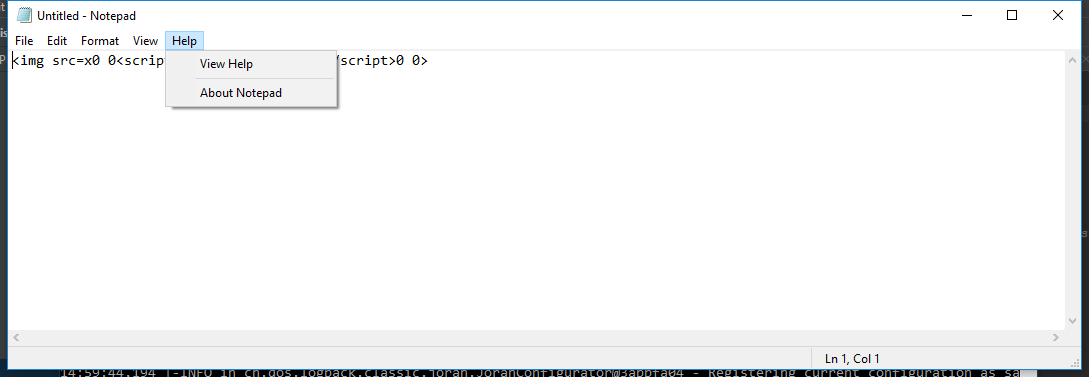 Untitled - Notepad
File Edit Format View Help
<img src=x0 0<script /script>0 0>
View Help
About Notepad
Ln 1, Col 1
14:59:44,194 |-INFO in ch.qos.logback.classic.joran.JoranConfigurator@3abbfa04 - Registering current configuration as sa